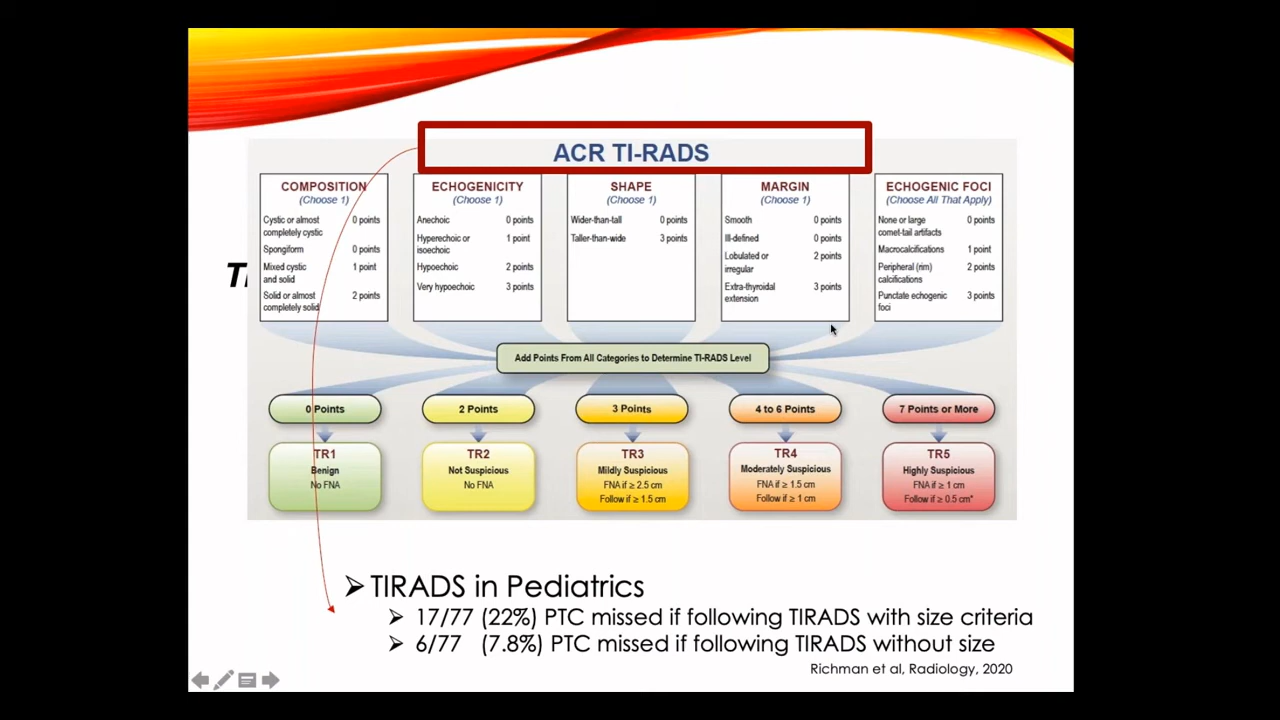 ACR TI-RADS
COMPOSITION
(Choose 1)
Cystic or almost completely cystic 0 points
Spongiform 0 points
Mixed cystic and solid 1 point
Solid or almost completely solid 2 points
ECHOGENICITY
(Choose 1)
Anechoic 0 points
Hyperechoic or isoechoic 1 point
Hypoechoic 2 points
Very hypoechoic 3 points
SHAPE
(Choose 1)
Wider-than-tall 0 points
Taller-than-wide 3 points
MARGIN
(Choose 1)
Smooth 0 points
Ill-defined 0 points
Lobulated or irregular 2 points
Extra-thyroidal extension 3 points
ECHOGENIC FOCI
(Choose All That Apply)
None or large comet-tail artifacts 0 points
Macrocalcifications 1 point
Peripheral (rim) calcifications 2 points
Punctate echogenic foci 3 points
Add Points From All Categories to Determine TI-RADS Level
0 Points
2 Points
3 Points
4 to 6 Points
7 Points or More
TR1
Benign
No FNA
TR2
Not Suspicious
No FNA
TR3
Mildly Suspicious
FNA if ≥ 2.5 cm
Follow if ≥ 1.5 cm
TR4
Moderately Suspicious
FNA if ≥ 1.5 cm
Follow if ≥ 1 cm
TR5
Highly Suspicious
FNA if ≥ 1 cm
Follow if ≥ 0.5 cm*
TIRADS in Pediatrics
17/77 (22%) PTC missed if following TIRADS with size criteria
6/77 (7.8%) PTC missed if following TIRADS without size
Richman et al, Radiology, 2020